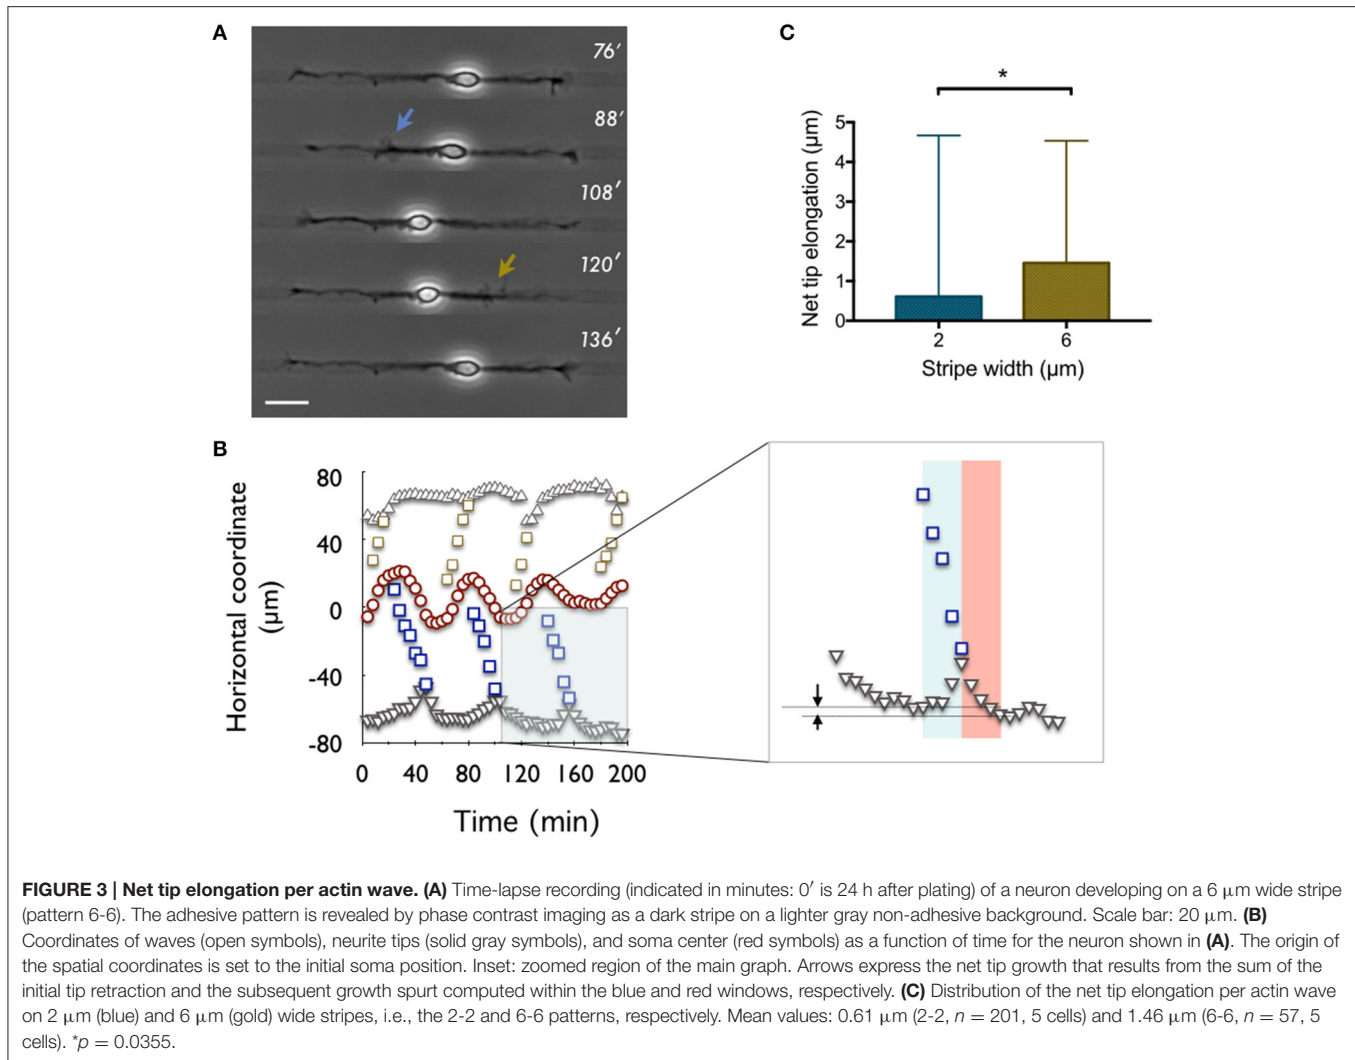 A
76′
88′
108′
120′
136′
C
*
Net tip elongation (µm)
5
4
3
2
1
0
2
6
Stripe width (µm)
B
Horizontal coordinate
(µm)
80
40
0
-40
-80
0 40 80 120 160 200
Time (min)
FIGURE 3 | Net tip elongation per actin wave. (A) Time-lapse recording (indicated in minutes: 0′ is 24 h after plating) of a neuron developing on a 6 µm wide stripe
(pattern 6-6). The adhesive pattern is revealed by phase contrast imaging as a dark stripe on a lighter gray non-adhesive background. Scale bar: 20 µm. (B)
Coordinates of waves (open symbols), neurite tips (solid gray symbols), and soma center (red symbols) as a function of time for the neuron shown in (A). The origin of
the spatial coordinates is set to the initial soma position. Inset: zoomed region of the main graph. Arrows express the net tip growth that results from the sum of the
initial tip retraction and the subsequent growth spurt computed within the blue and red windows, respectively. (C) Distribution of the net tip elongation per actin wave
on 2 µm (blue) and 6 µm (gold) wide stripes, i.e., the 2-2 and 6-6 patterns, respectively. Mean values: 0.61 µm (2-2, n = 201, 5 cells) and 1.46 µm (6-6, n = 57, 5
cells). *p = 0.0355.